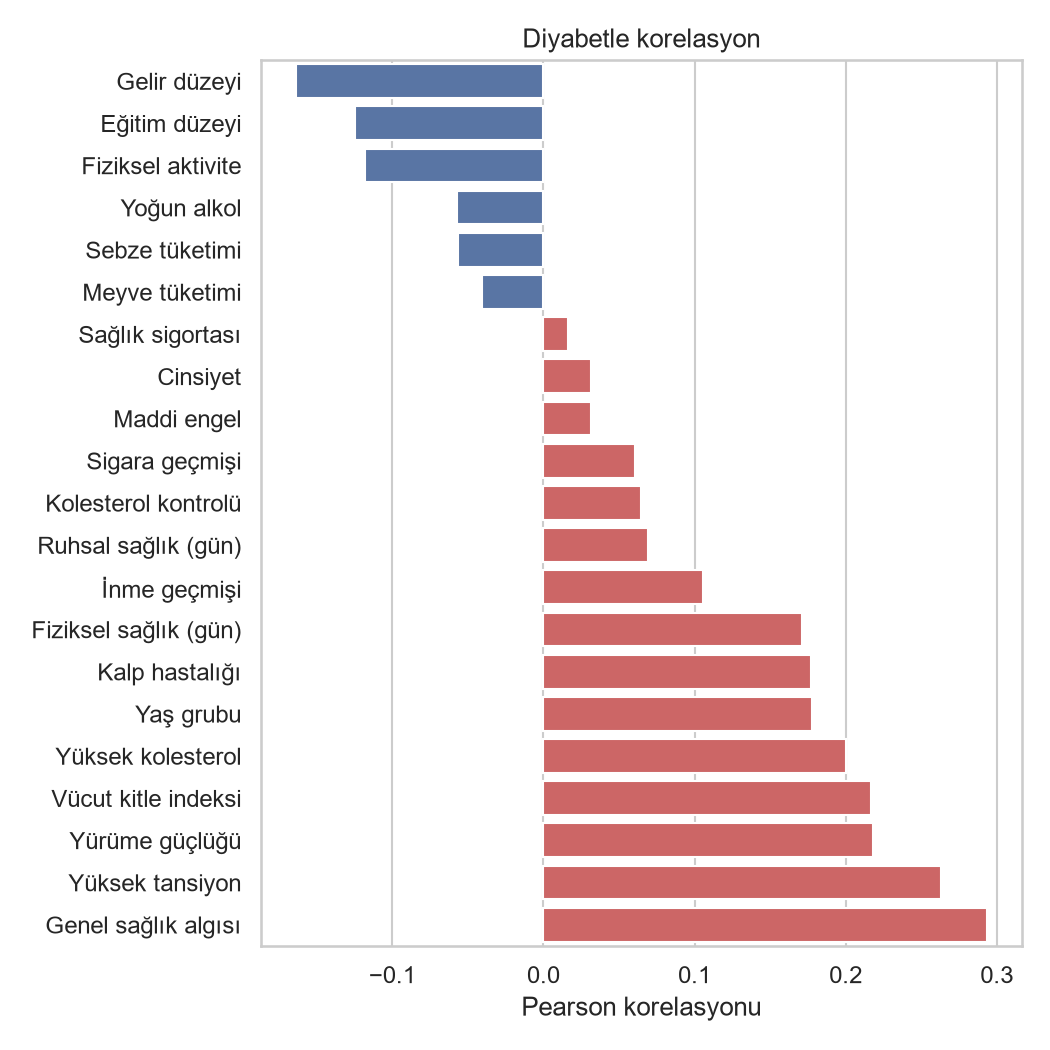 Diyabetle korelasyon
Gelir düzeyi
Eğitim düzeyi
Fiziksel aktivite
Yoğun alkol
Sebze tüketimi
Meyve tüketimi
Sağlık sigortası
Cinsiyet
Maddi engel
Sigara geçmişi
Kolesterol kontrolü
Ruhsal sağlık (gün)
İnme geçmişi
Fiziksel sağlık (gün)
Kalp hastalığı
Yaş grubu
Yüksek kolesterol
Vücut kitle indeksi
Yürüme güçlüğü
Yüksek tansiyon
Genel sağlık algısı
−0.1 0.0 0.1 0.2 0.3
Pearson korelasyonu